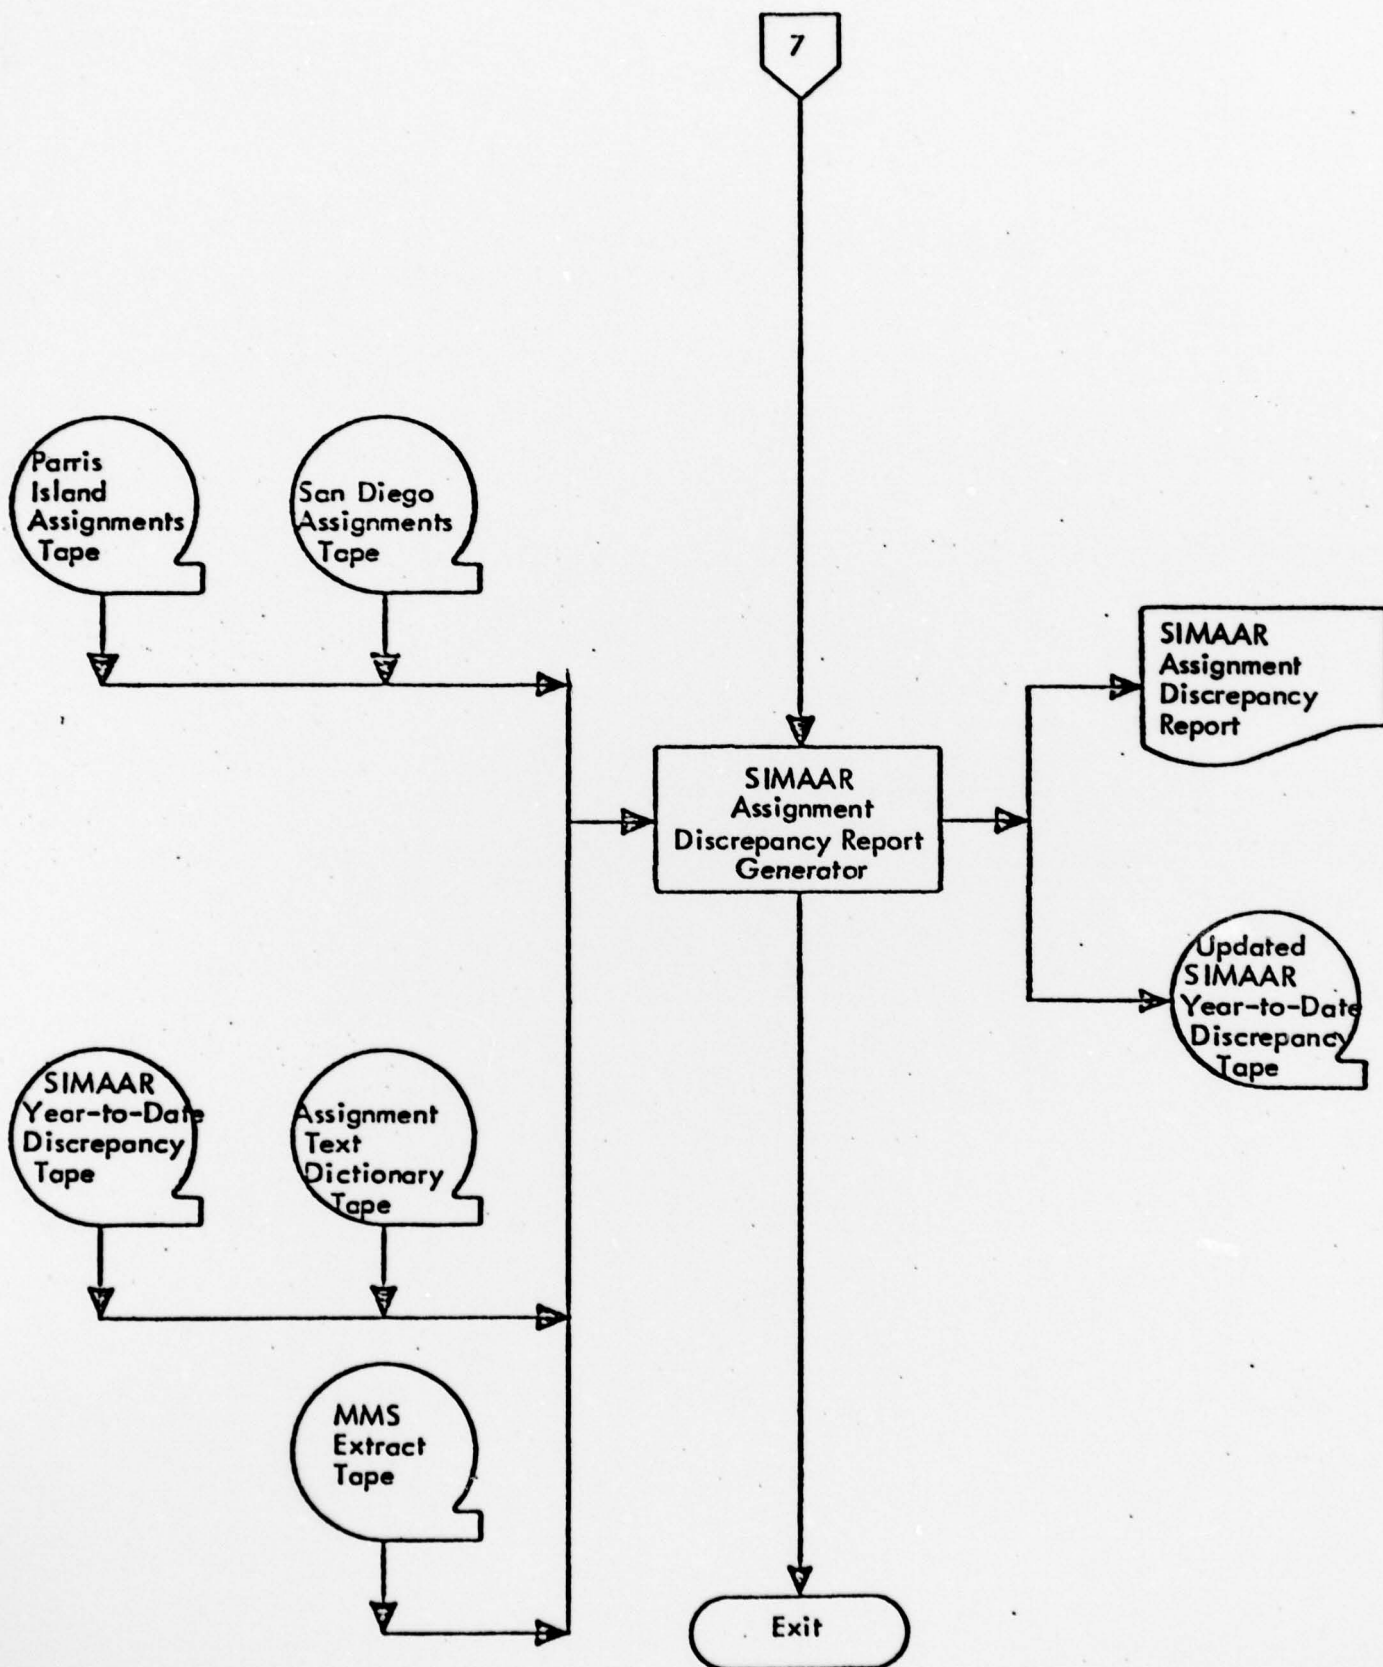 7
Parris
Island
Assignments
Tape
San Diego
Assignments
Tape
SIMAAR
Assignment
Discrepancy
Report
SIMAAR
Assignment
Discrepancy Report
Generator
Updated
SIMAAR
Year-to-Date
Discrepancy
Tape
SIMAAR
Year-to-Date
Discrepancy
Tape
Assignment
Text
Dictionary
Tape
MMS
Extract
Tape
Exit